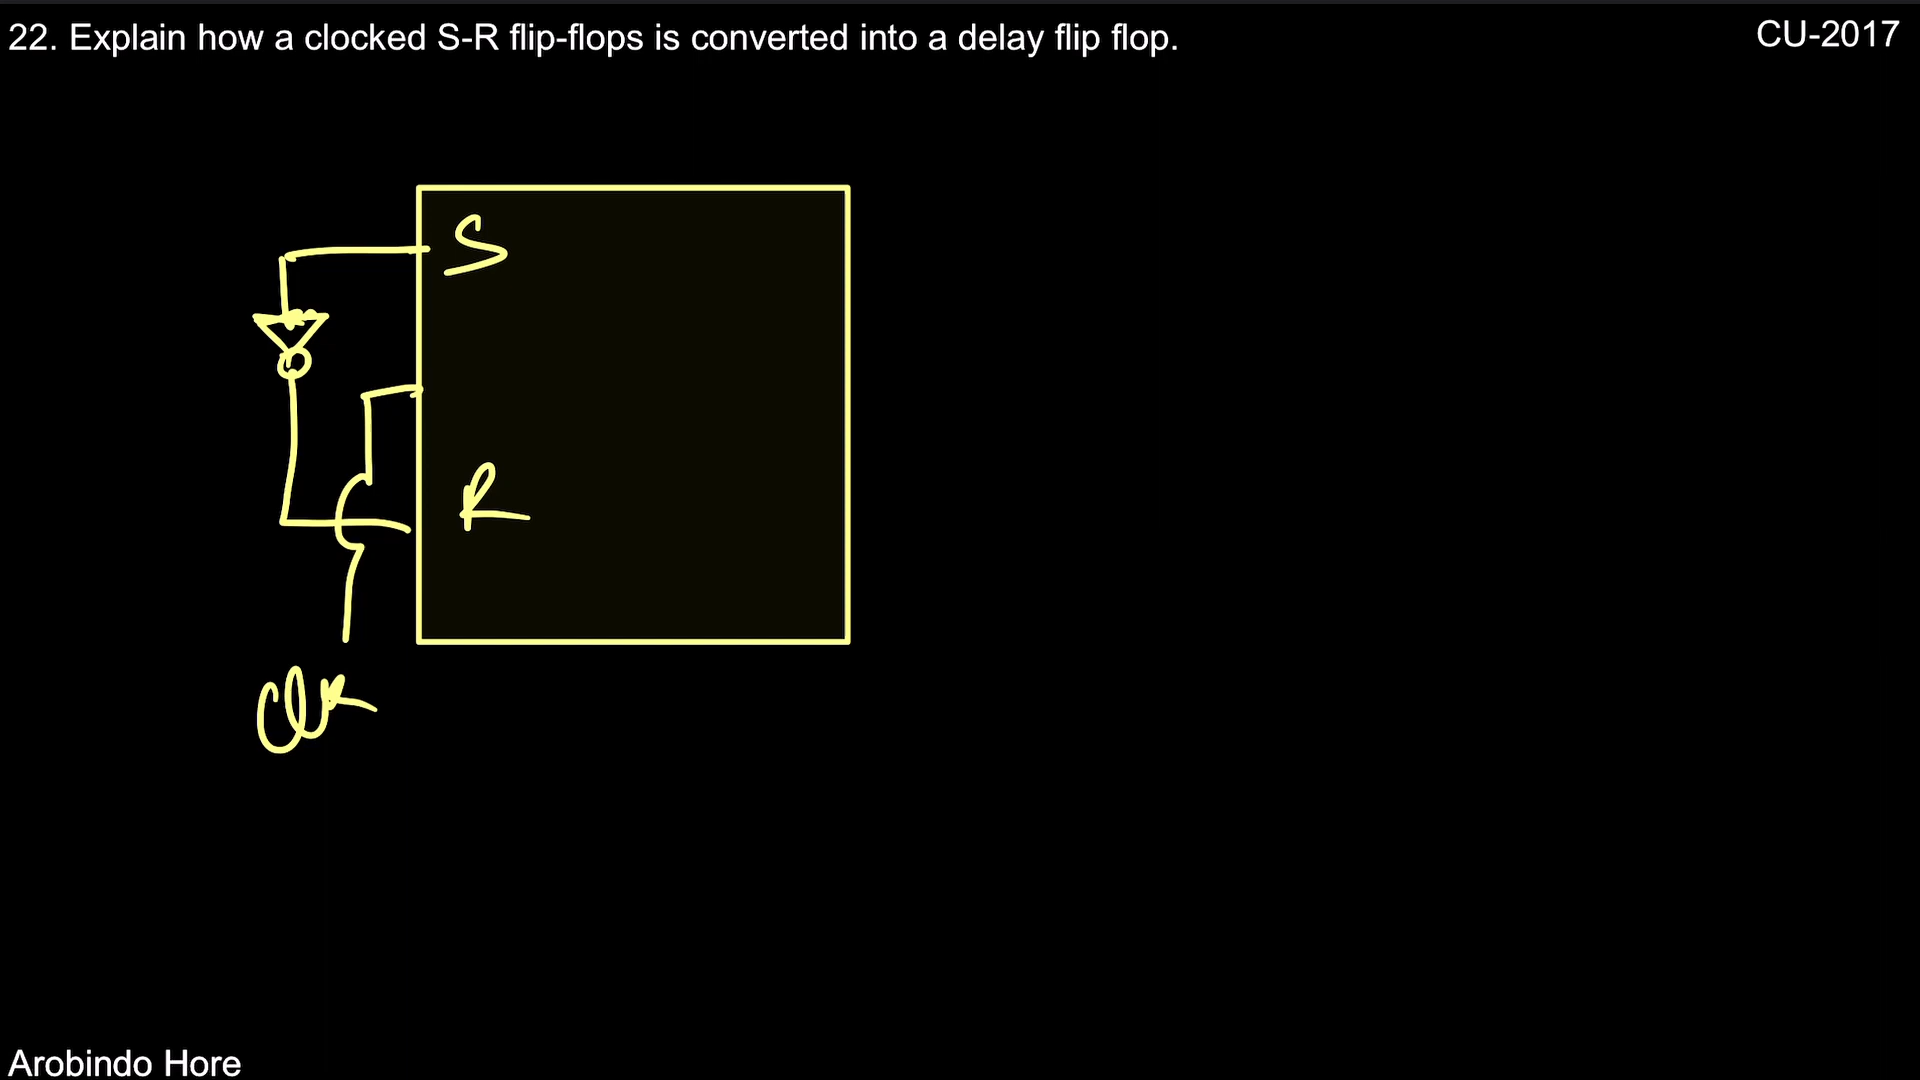 22. Explain how a clocked S-R flip-flops is converted into a delay flip flop.
CU-2017
S
R
Clk
Arobindo Hore